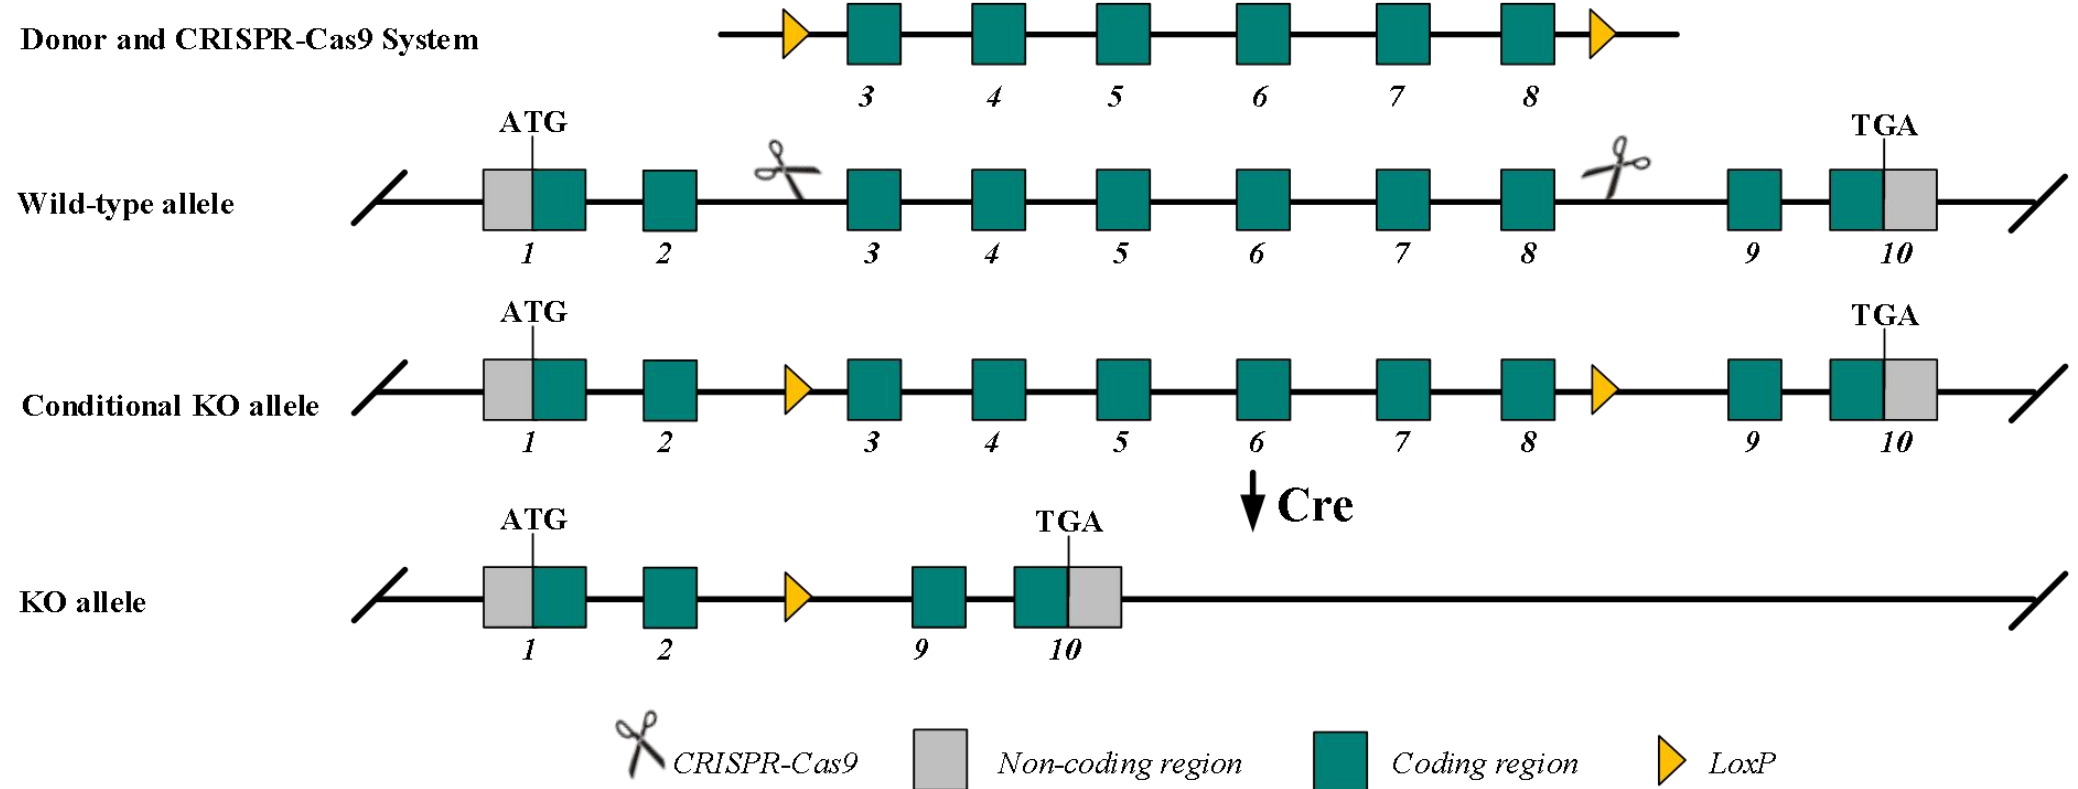 Donor and CRISPR-Cas9 System
3 4 5 6 7 8
ATG TGA
Wild-type allele
1 2 3 4 5 6 7 8 9 10
ATG TGA
Conditional KO allele
1 2 3 4 5 6 7 8 9 10
Cre
ATG TGA
KO allele
1 2 9 10
CRISPR-Cas9 Non-coding region Coding region LoxP